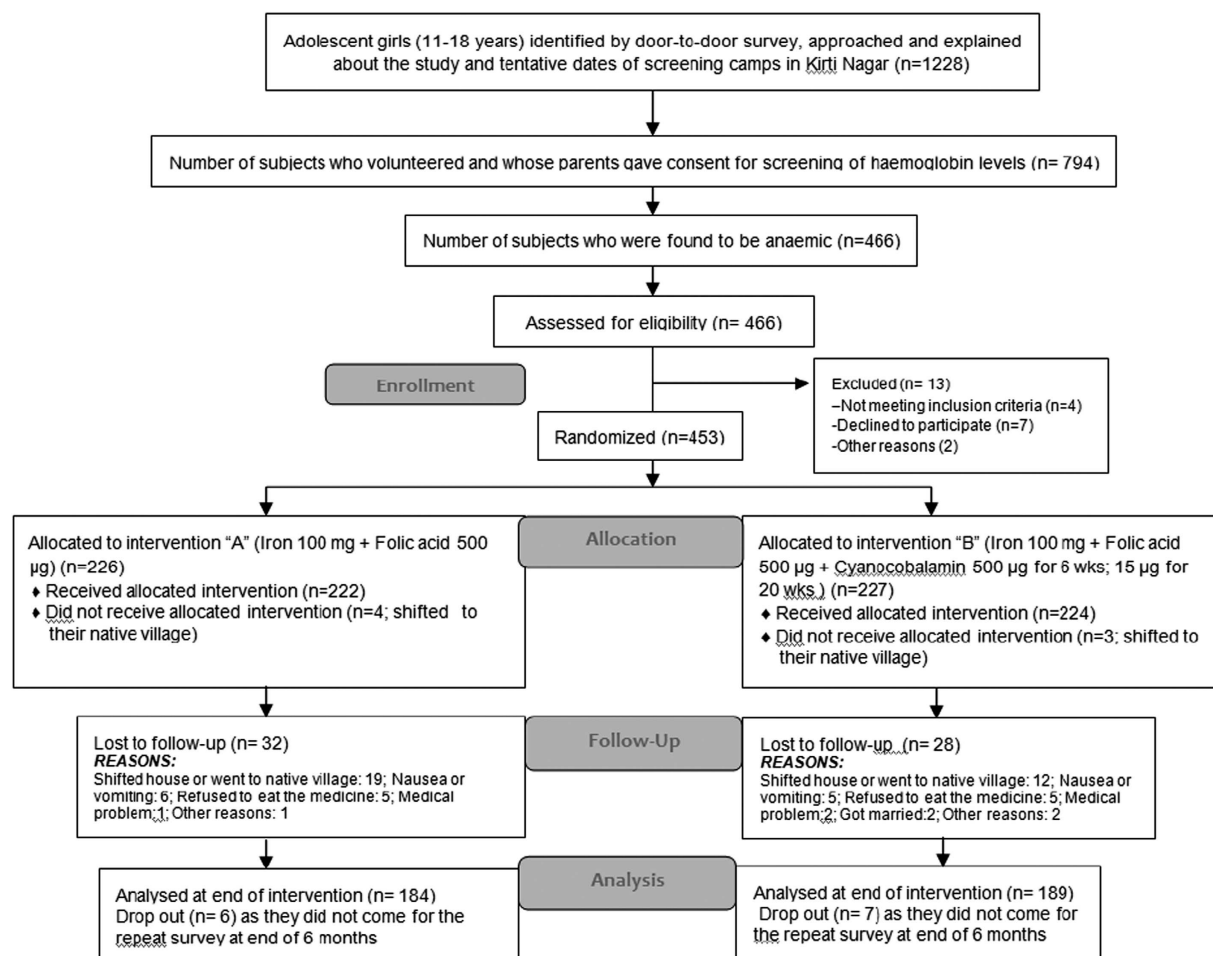 Adolescent girls (11-18 years) identified by door-to-door survey, approached and explained
about the study and tentative dates of screening camps in Kirti Nagar (n=1228)
Number of subjects who volunteered and whose parents gave consent for screening of haemoglobin levels (n= 794)
Number of subjects who were found to be anaemic (n=466)
Assessed for eligibility (n= 466)
Enrollment
Excluded (n= 13)
–Not meeting inclusion criteria (n=4)
-Declined to participate (n=7)
-Other reasons (2)
Randomized (n=453)
Allocation
Allocated to intervention “A” (Iron 100 mg + Folic acid 500
µg) (n=226)
♦ Received allocated intervention (n=222)
♦ Did not receive allocated intervention (n=4; shifted to
their native village)
Allocated to intervention “B” (Iron 100 mg + Folic acid
500 µg + Cyanocobalamin 500 µg for 6 wks; 15 µg for
20 wks ) (n=227)
♦ Received allocated intervention (n=224)
♦ Did not receive allocated intervention (n=3; shifted to
their native village)
Follow-Up
Lost to follow-up (n= 32)
REASONS:
Shifted house or went to native village: 19; Nausea or
vomiting: 6; Refused to eat the medicine: 5; Medical
problem:1; Other reasons: 1
Lost to follow-up (n= 28)
REASONS:
Shifted house or went to native village: 12; Nausea or
vomiting: 5; Refused to eat the medicine: 5; Medical
problem:2; Got married:2; Other reasons: 2
Analysis
Analysed at end of intervention (n= 184)
Drop out (n= 6) as they did not come for the
repeat survey at end of 6 months
Analysed at end of intervention (n= 189)
Drop out (n= 7) as they did not come for
the repeat survey at end of 6 months